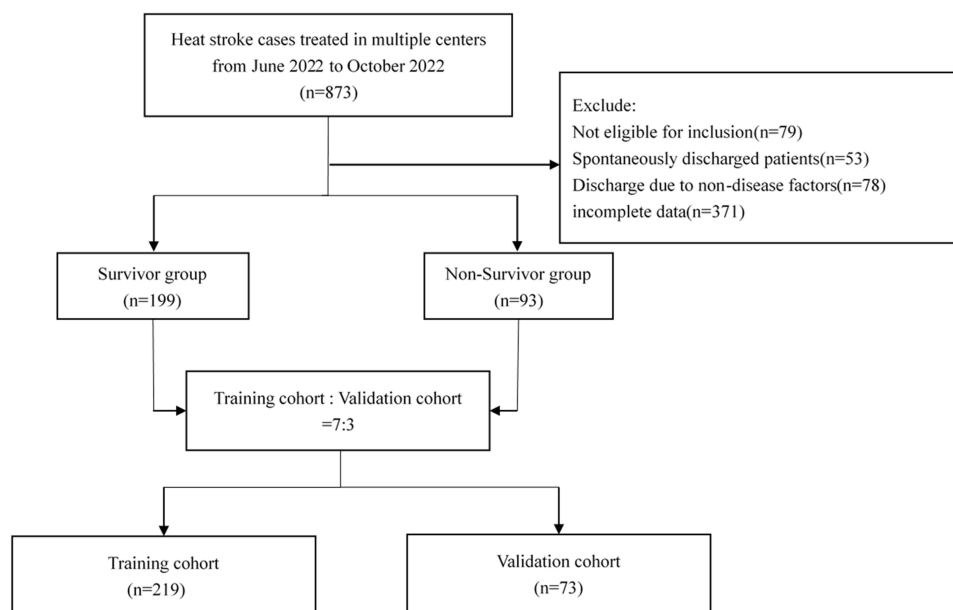 Heat stroke cases treated in multiple centers
from June 2022 to October 2022
(n=873)
Exclude:
Not eligible for inclusion(n=79)
Spontaneously discharged patients(n=53)
Discharge due to non-disease factors(n=78)
incomplete data(n=371)
Survivor group
(n=199)
Non-Survivor group
(n=93)
Training cohort : Validation cohort
=7:3
Training cohort
(n=219)
Validation cohort
(n=73)